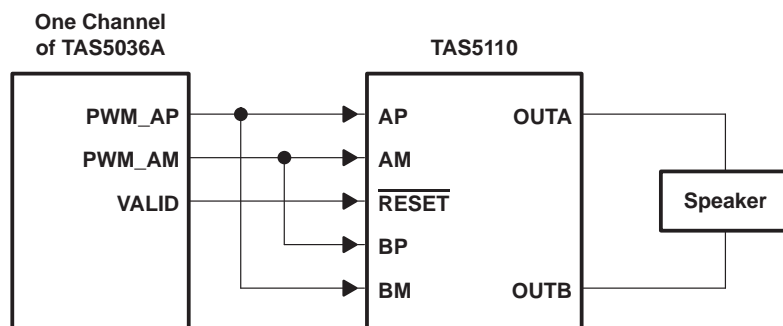 One Channel
of TAS5036A
TAS5110
PWM_AP
AP
OUTA
PWM_AM
AM
VALID
RESET
Speaker
BP
BM
OUTB